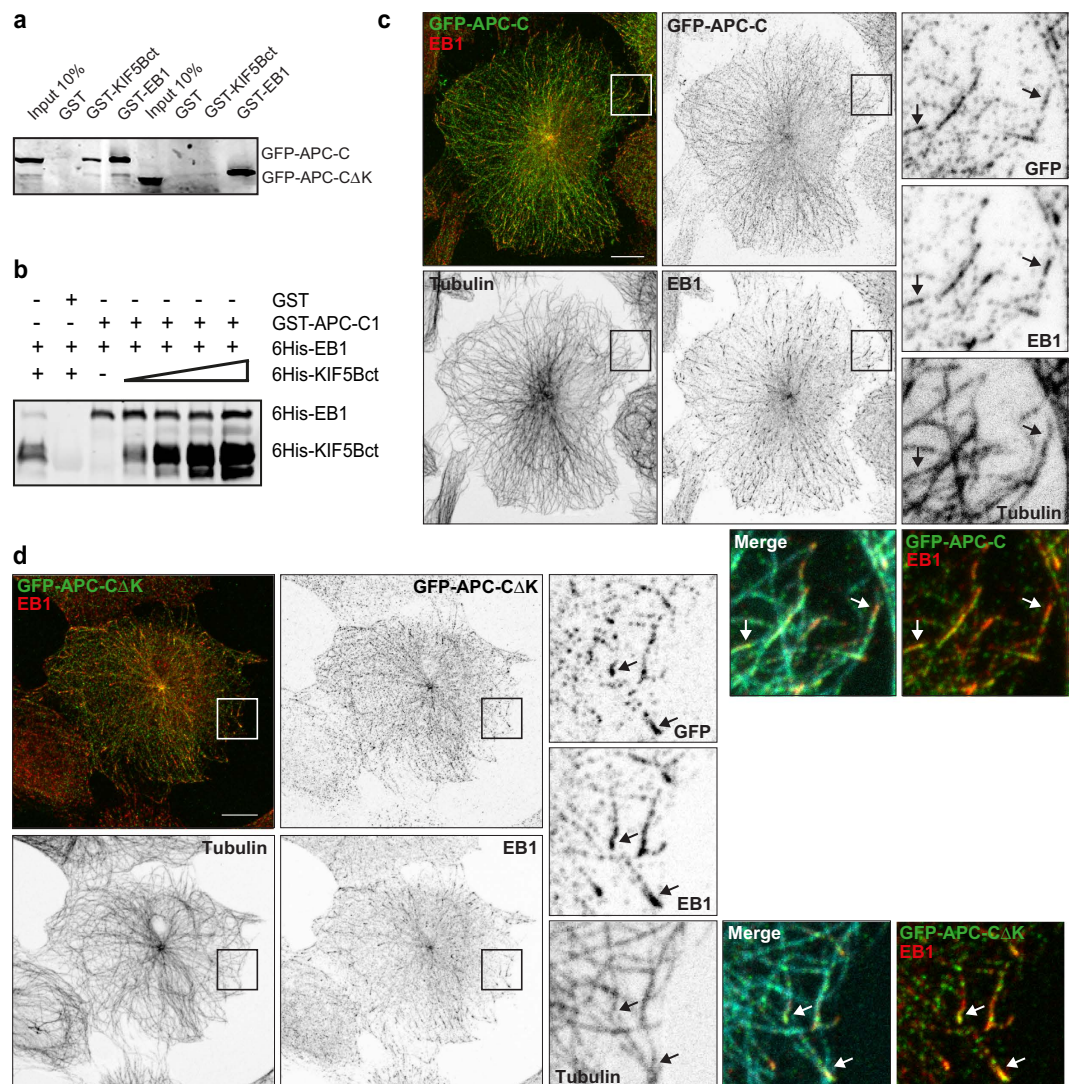 a
Input 10%
GST
GST-KIF5Bct
GST-EB1
Input 10%
GST
GST-KIF5Bct
GST-EB1
GFP-APC-C
GFP-APC-CΔK
b
- + - - - - - GST
- - + + + + + GST-APC-C1
+ + + + + + + 6His-EB1
+ + - 6His-KIF5Bct
6His-EB1
6His-KIF5Bct
c
GFP-APC-C
EB1
GFP-APC-C
GFP
EB1
Tubulin
EB1
Tubulin
Merge
GFP-APC-C
EB1
d
GFP-APC-CΔK
EB1
GFP-APC-CΔK
GFP
EB1
Tubulin
EB1
Tubulin
Merge
GFP-APC-CΔK
EB1